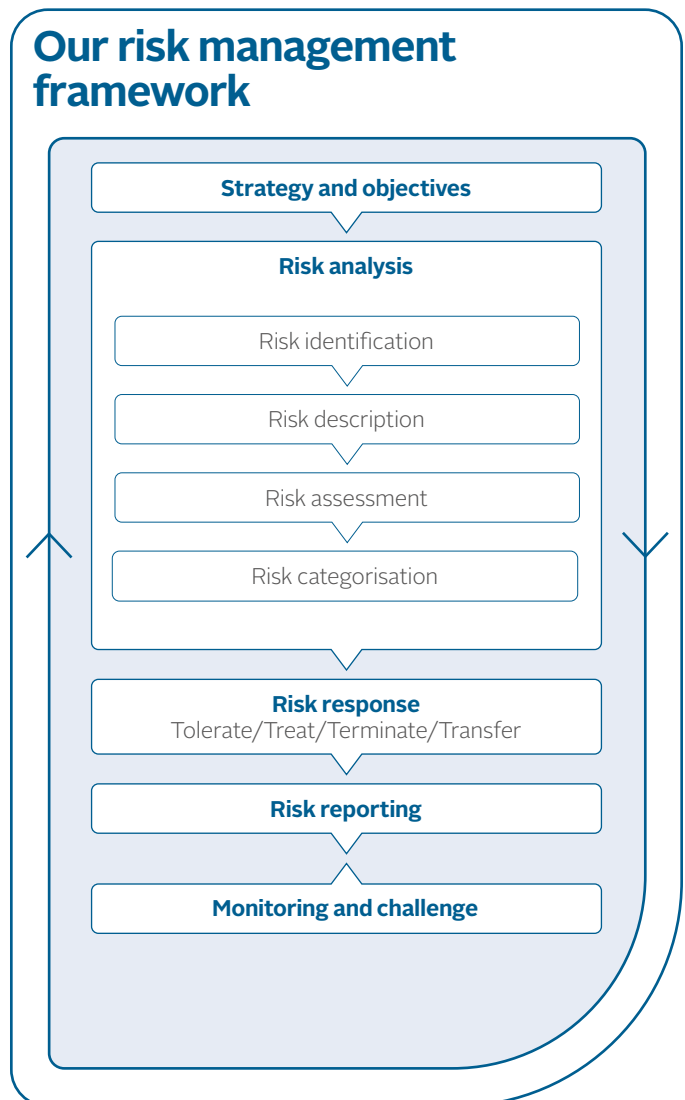 Our risk management
framework
Strategy and objectives
Risk analysis
Risk identification
Risk description
Risk assessment
Risk categorisation
Risk response
Tolerate/Treat/Terminate/Transfer
Risk reporting
Monitoring and challenge